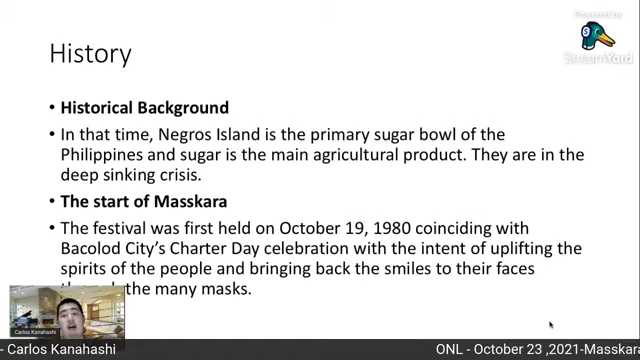 Powered by
StreamYard
History
• Historical Background
• In that time, Negros Island is the primary sugar bowl of the
Philippines and sugar is the main agricultural product. They are in the
deep sinking crisis.
• The start of Masskara
• The festival was first held on October 19, 1980 coinciding with
Bacolod City's Charter Day celebration with the intent of uplifting the
spirits of the people and bringing back the smiles to their faces
the many masks.
Carlos Kanahashi
- Carlos Kanahashi
ONL - October 23 ,2021-Masskara